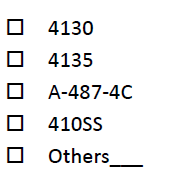 ☐ 4130
☐ 4135
☐ A-487-4C
☐ 410SS
☐ Others___